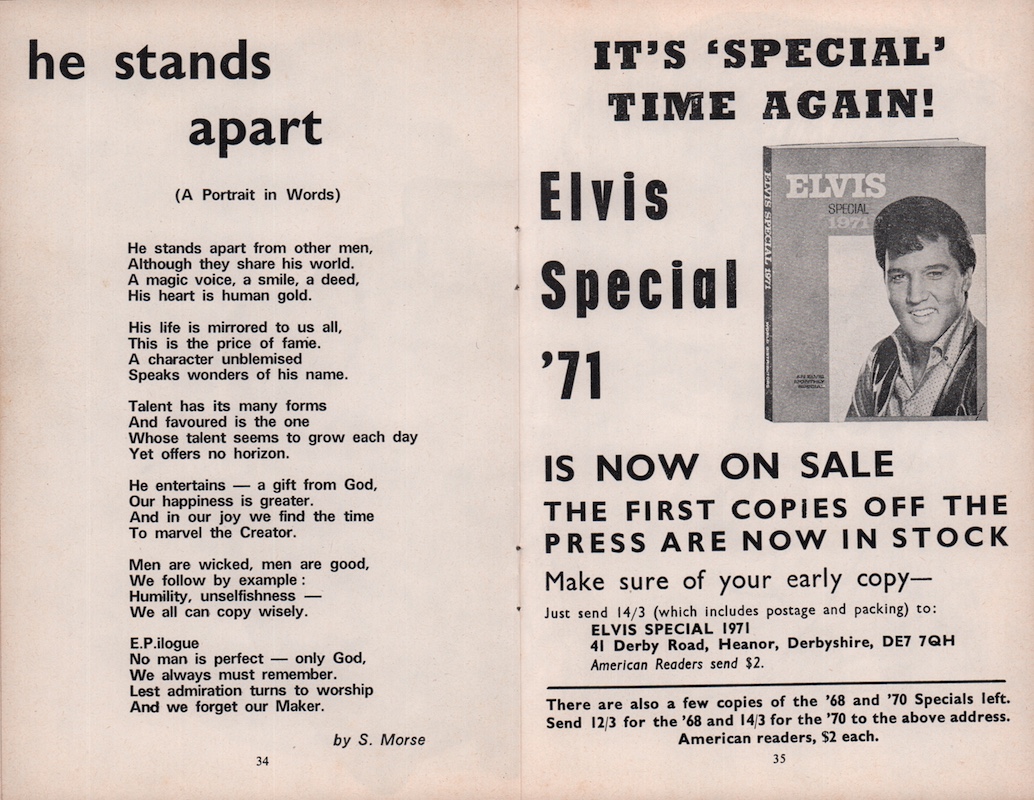 he stands
apart
(A Portrait in Words)
He stands apart from other men,
Although they share his world.
A magic voice, a smile, a deed,
His heart is human gold.
His life is mirrored to us all,
This is the price of fame.
A character unblemised
Speaks wonders of his name.
Talent has its many forms
And favoured is the one
Whose talent seems to grow each day
Yet offers no horizon.
He entertains — a gift from God,
Our happiness is greater.
And in our joy we find the time
To marvel the Creator.
Men are wicked, men are good,
We follow by example :
Humility, unselfishness —
We all can copy wisely.
E.P.ilogue
No man is perfect — only God,
We always must remember.
Lest admiration turns to worship
And we forget our Maker.
by S. Morse
34
IT'S 'SPECIAL'
TIME AGAIN!
Elvis
Special
'71
ELVIS SPECIAL 1971
ELVIS
SPECIAL
1971
AN ELVIS
MONTHLY
SPECIAL
IS NOW ON SALE
THE FIRST COPIES OFF THE
PRESS ARE NOW IN STOCK
Make sure of your early copy—
Just send 14/3 (which includes postage and packing) to:
ELVIS SPECIAL 1971
41 Derby Road, Heanor, Derbyshire, DE7 7QH
American Readers send $2.
There are also a few copies of the '68 and '70 Specials left.
Send 12/3 for the '68 and 14/3 for the '70 to the above address.
American readers, $2 each.
35